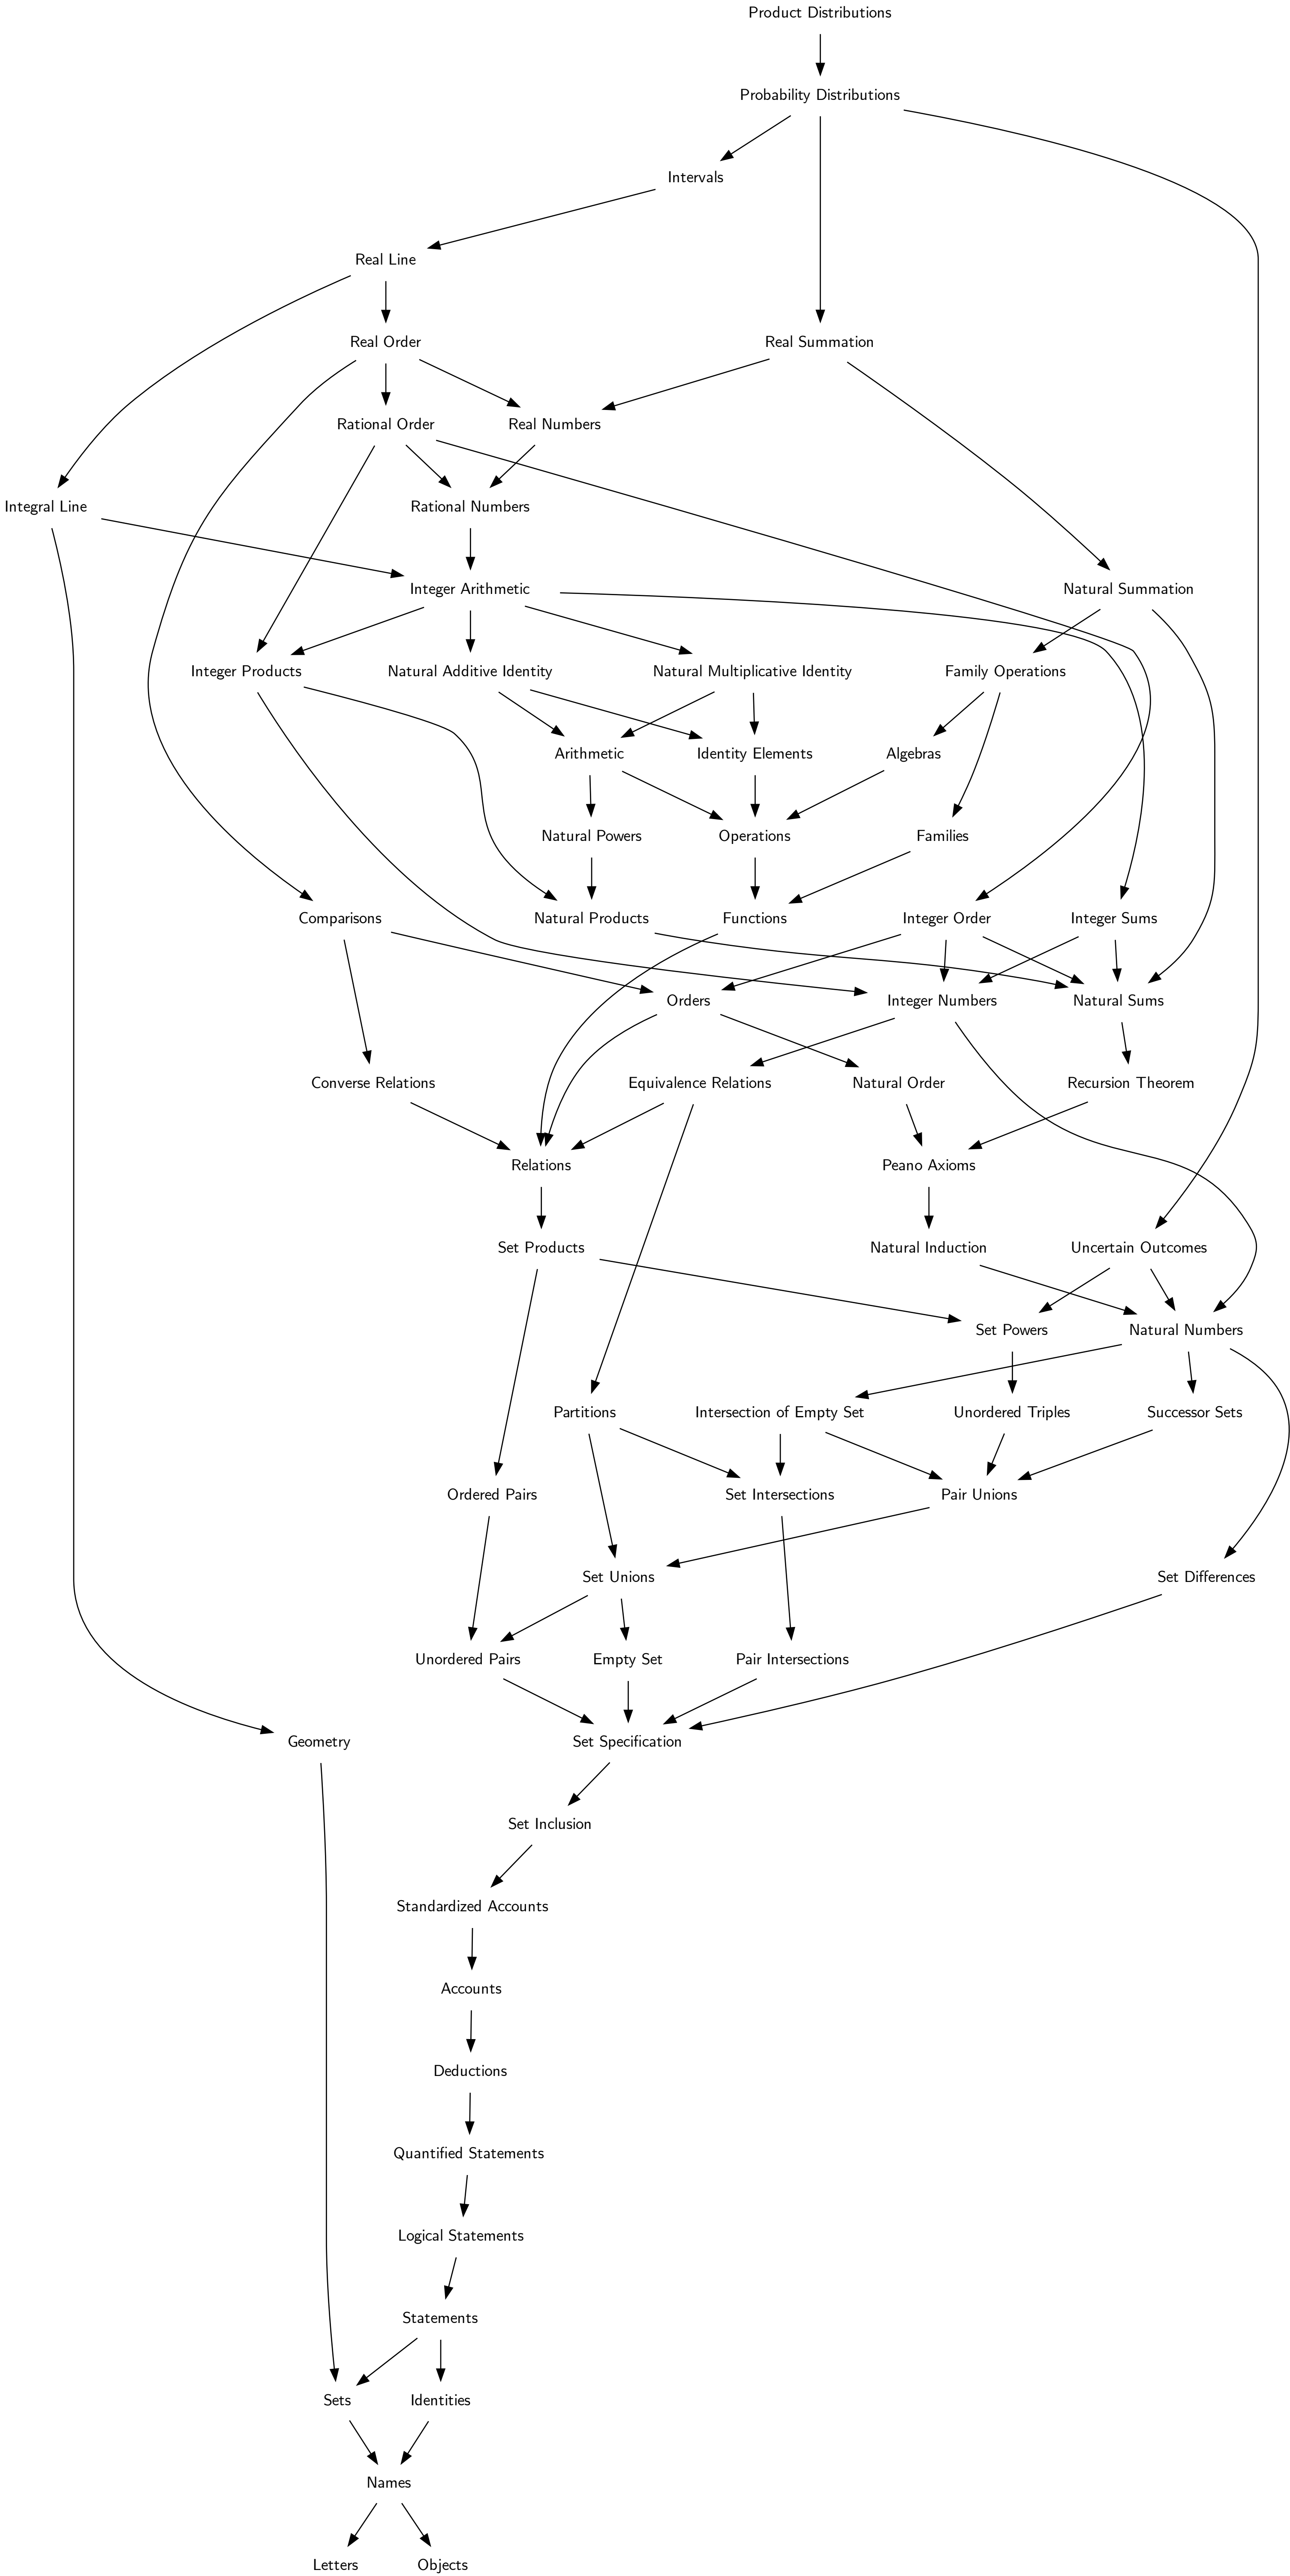 Product Distributions
Probability Distributions
Intervals
Real Line
Real Order
Real Summation
Rational Order
Real Numbers
Integral Line
Rational Numbers
Integer Arithmetic
Natural Summation
Integer Products
Natural Additive Identity
Natural Multiplicative Identity
Family Operations
Arithmetic
Identity Elements
Algebras
Natural Powers
Operations
Families
Comparisons
Natural Products
Functions
Integer Order
Integer Sums
Orders
Integer Numbers
Natural Sums
Converse Relations
Equivalence Relations
Natural Order
Recursion Theorem
Relations
Peano Axioms
Set Products
Natural Induction
Uncertain Outcomes
Set Powers
Natural Numbers
Partitions
Intersection of Empty Set
Unordered Triples
Successor Sets
Ordered Pairs
Set Intersections
Pair Unions
Set Unions
Set Differences
Unordered Pairs
Empty Set
Pair Intersections
Geometry
Set Specification
Set Inclusion
Standardized Accounts
Accounts
Deductions
Quantified Statements
Logical Statements
Statements
Sets
Identities
Names
Letters
Objects